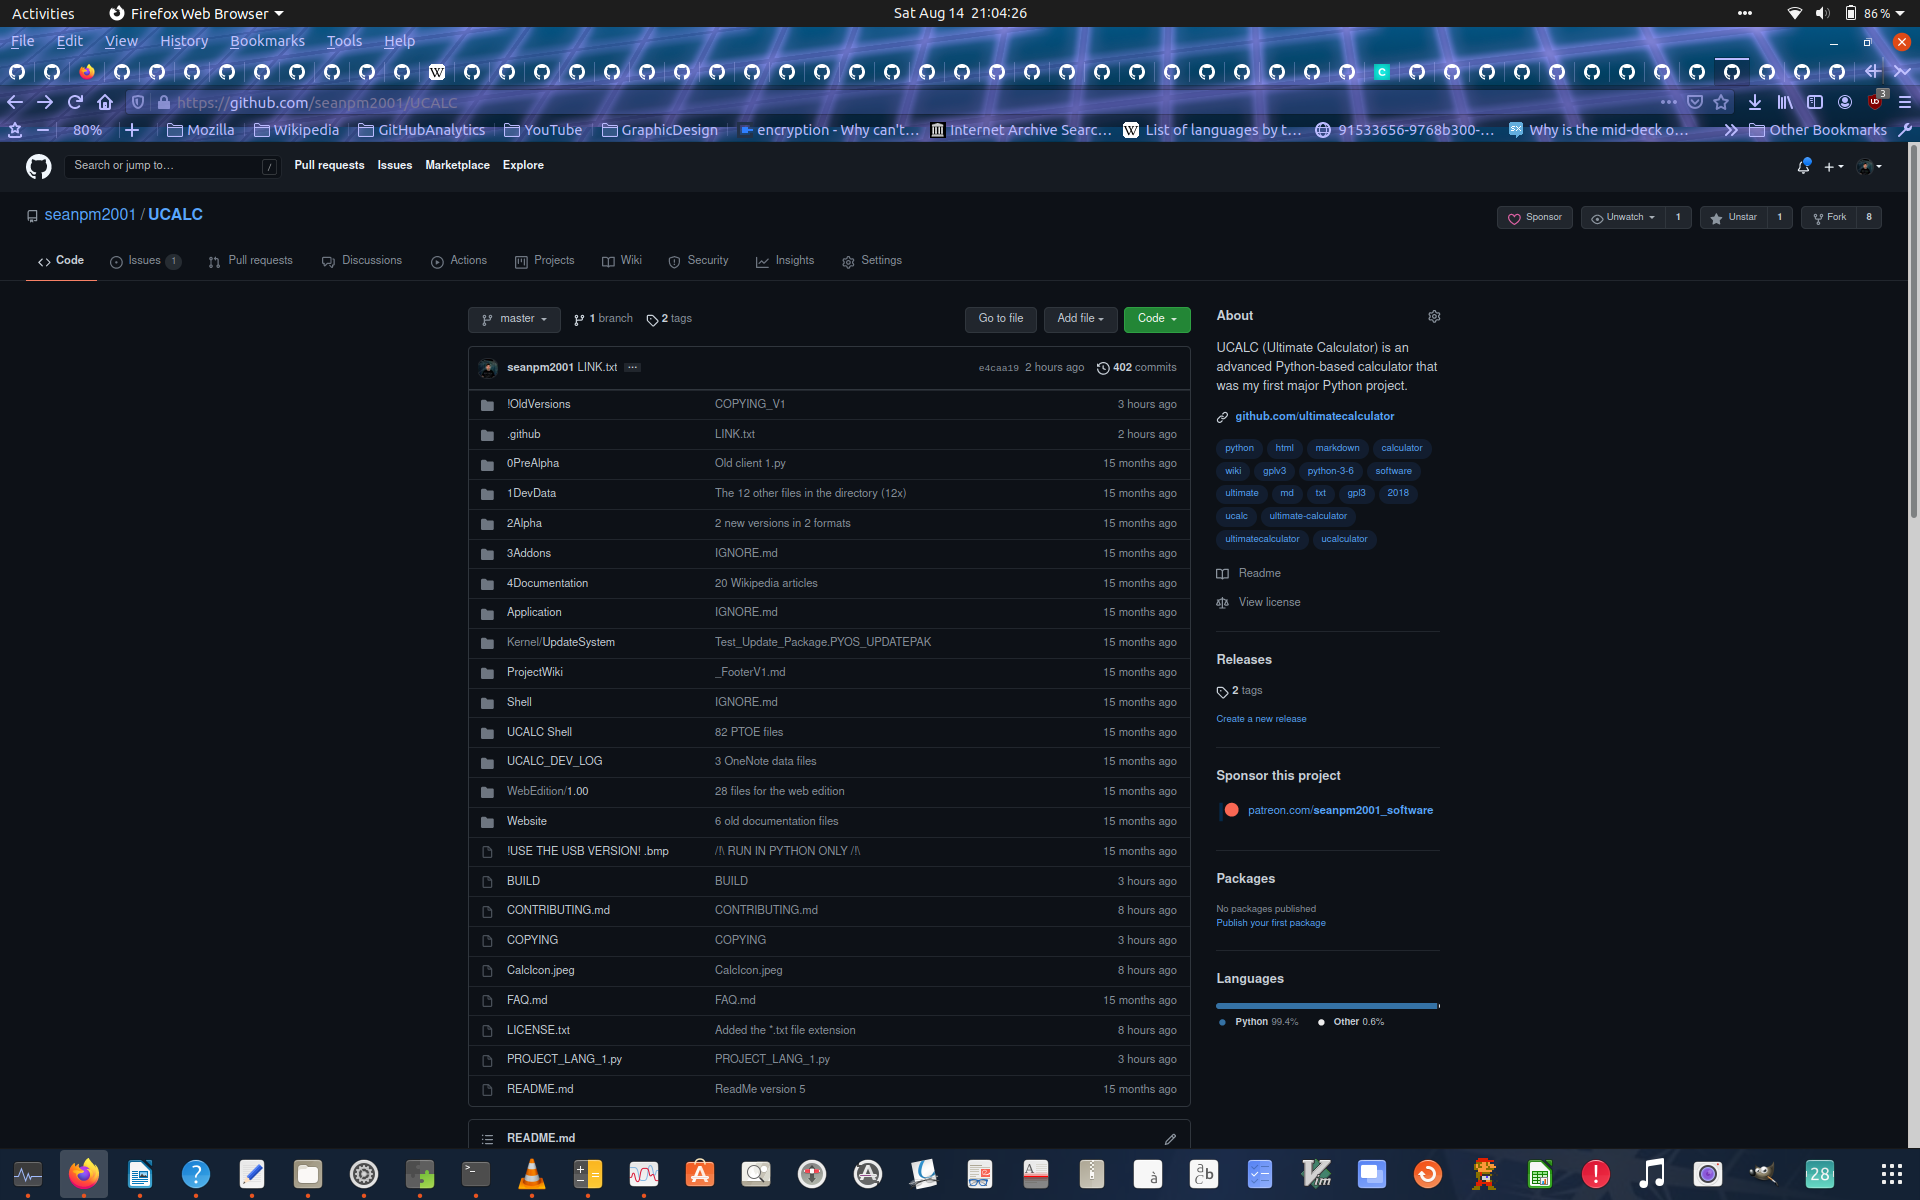 Activities Firefox Web Browser Sat Aug 14 21:04:26 86 %
File Edit View History Bookmarks Tools Help
https://github.com/seanpm2001/UCALC 3
80% Mozilla Wikipedia GitHubAnalytics YouTube GraphicDesign encryption - Why can't… Internet Archive Searc… List of languages by t… 91533656-9768b300-… Why is the mid-deck o… Other Bookmarks
Search or jump to… / Pull requests Issues Marketplace Explore
seanpm2001 / UCALC Sponsor Unwatch 1 Unstar 1 Fork 8
Code Issues 1 Pull requests Discussions Actions Projects Wiki Security Insights Settings
master 1 branch 2 tags Go to file Add file Code
seanpm2001 LINK.txt … e4caa19 2 hours ago 402 commits
!OldVersions COPYING_V1 3 hours ago
.github LINK.txt 2 hours ago
0PreAlpha Old client 1.py 15 months ago
1DevData The 12 other files in the directory (12x) 15 months ago
2Alpha 2 new versions in 2 formats 15 months ago
3Addons IGNORE.md 15 months ago
4Documentation 20 Wikipedia articles 15 months ago
Application IGNORE.md 15 months ago
Kernel/UpdateSystem Test_Update_Package.PYOS_UPDATEPAK 15 months ago
ProjectWiki _FooterV1.md 15 months ago
Shell IGNORE.md 15 months ago
UCALC Shell 82 PTOE files 15 months ago
UCALC_DEV_LOG 3 OneNote data files 15 months ago
WebEdition/1.00 28 files for the web edition 15 months ago
Website 6 old documentation files 15 months ago
!USE THE USB VERSION! .bmp /!\ RUN IN PYTHON ONLY /!\ 15 months ago
BUILD BUILD 3 hours ago
CONTRIBUTING.md CONTRIBUTING.md 8 hours ago
COPYING COPYING 3 hours ago
CalcIcon.jpeg CalcIcon.jpeg 8 hours ago
FAQ.md FAQ.md 15 months ago
LICENSE.txt Added the *.txt file extension 8 hours ago
PROJECT_LANG_1.py PROJECT_LANG_1.py 3 hours ago
README.md ReadMe version 5 15 months ago
README.md
About
UCALC (Ultimate Calculator) is an
advanced Python-based calculator that
was my first major Python project.
github.com/ultimatecalculator
python html markdown calculator
wiki gplv3 python-3-6 software
ultimate md txt gpl3 2018
ucalc ultimate-calculator
ultimatecalculator ucalculator
Readme
View license
Releases
2 tags
Create a new release
Sponsor this project
patreon.com/seanpm2001_software
Packages
No packages published
Publish your first package
Languages
Python 99.4% Other 0.6%
28